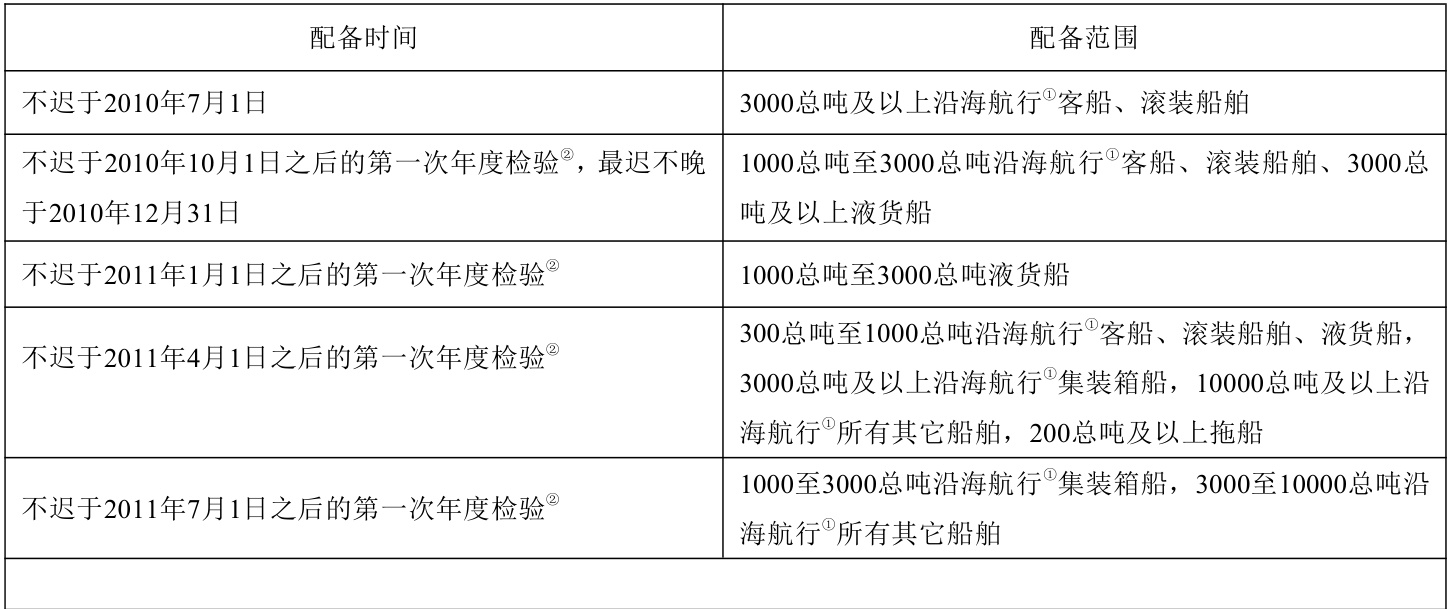 配备时间
配备范围
不迟于2010年7月1日
3000总吨及以上沿海航行①客船、滚装船舶
不迟于2010年10月1日之后的第一次年度检验②，最迟不晚
于2010年12月31日
1000总吨至3000总吨沿海航行①客船、滚装船舶、3000总
吨及以上液货船
不迟于2011年1月1日之后的第一次年度检验②
1000总吨至3000总吨液货船
不迟于2011年4月1日之后的第一次年度检验②
300总吨至1000总吨沿海航行①客船、滚装船舶、液货船，
3000总吨及以上沿海航行①集装箱船，10000总吨及以上沿
海航行①所有其它船舶，200总吨及以上拖船
不迟于2011年7月1日之后的第一次年度检验②
1000至3000总吨沿海航行①集装箱船，3000至10000总吨沿
海航行①所有其它船舶